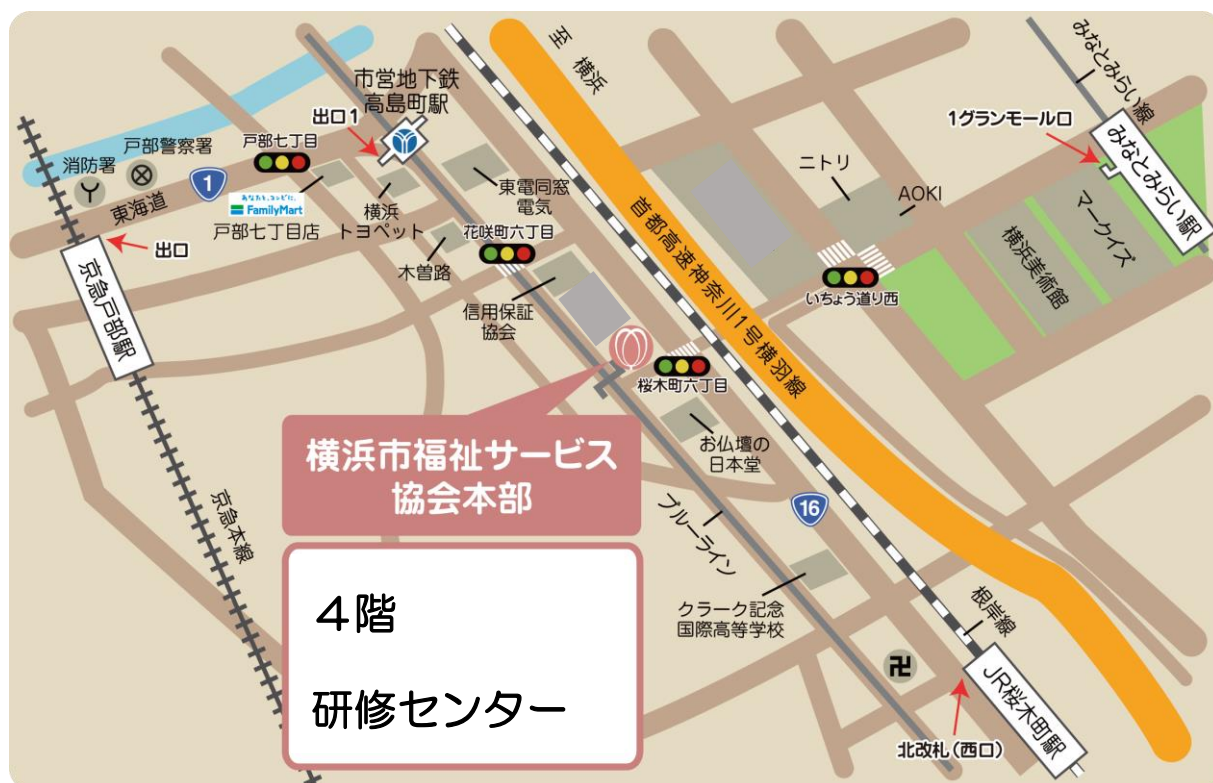 至 横浜
みなとみらい線
市営地下鉄
高島町駅
出口1
1グランモール口
みなとみらい駅
戸部七丁目
戸部警察署
消防署
1
東海道
あなたと、コンビに、
FamilyMart
戸部七丁目店
横浜
トヨペット
東電同窓
電気
ニトリ
AOKI
マークイズ
横浜美術館
出口
京急戸部駅
木曽路
花咲町六丁目
首都高速神奈川1号横羽線
いちょう通り西
信用保証
協会
桜木町六丁目
お仏壇の
日本堂
横浜市福祉サービス
協会本部
京急本線
ブルーライン
16
4階
研修センター
クラーク記念
国際高等学校
根岸線
卍
JR桜木町駅
北改札(西口)